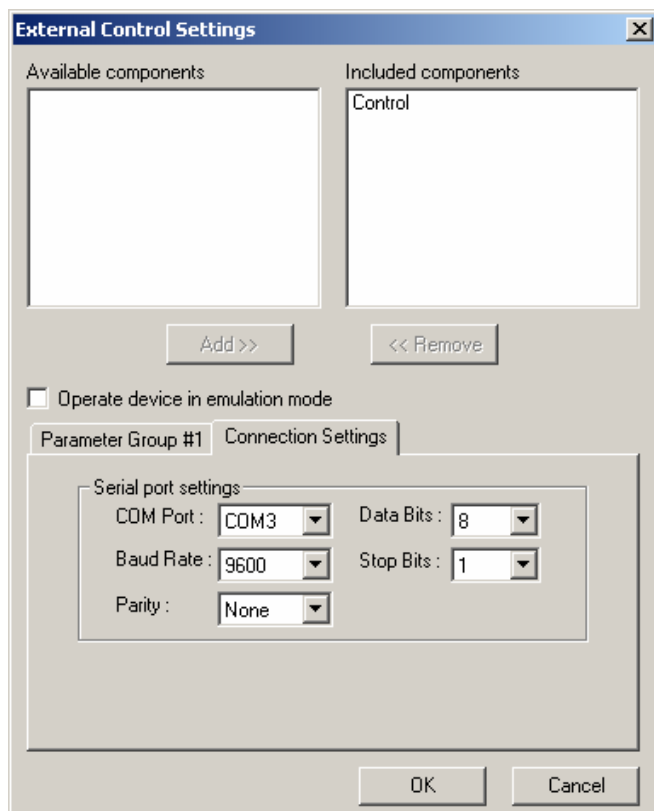 External Control Settings
Available components
Included components
Control
Add >>
<< Remove
Operate device in emulation mode
Parameter Group #1
Connection Settings
Serial port settings
COM Port : COM3
Data Bits : 8
Baud Rate : 9600
Stop Bits : 1
Parity : None
OK
Cancel